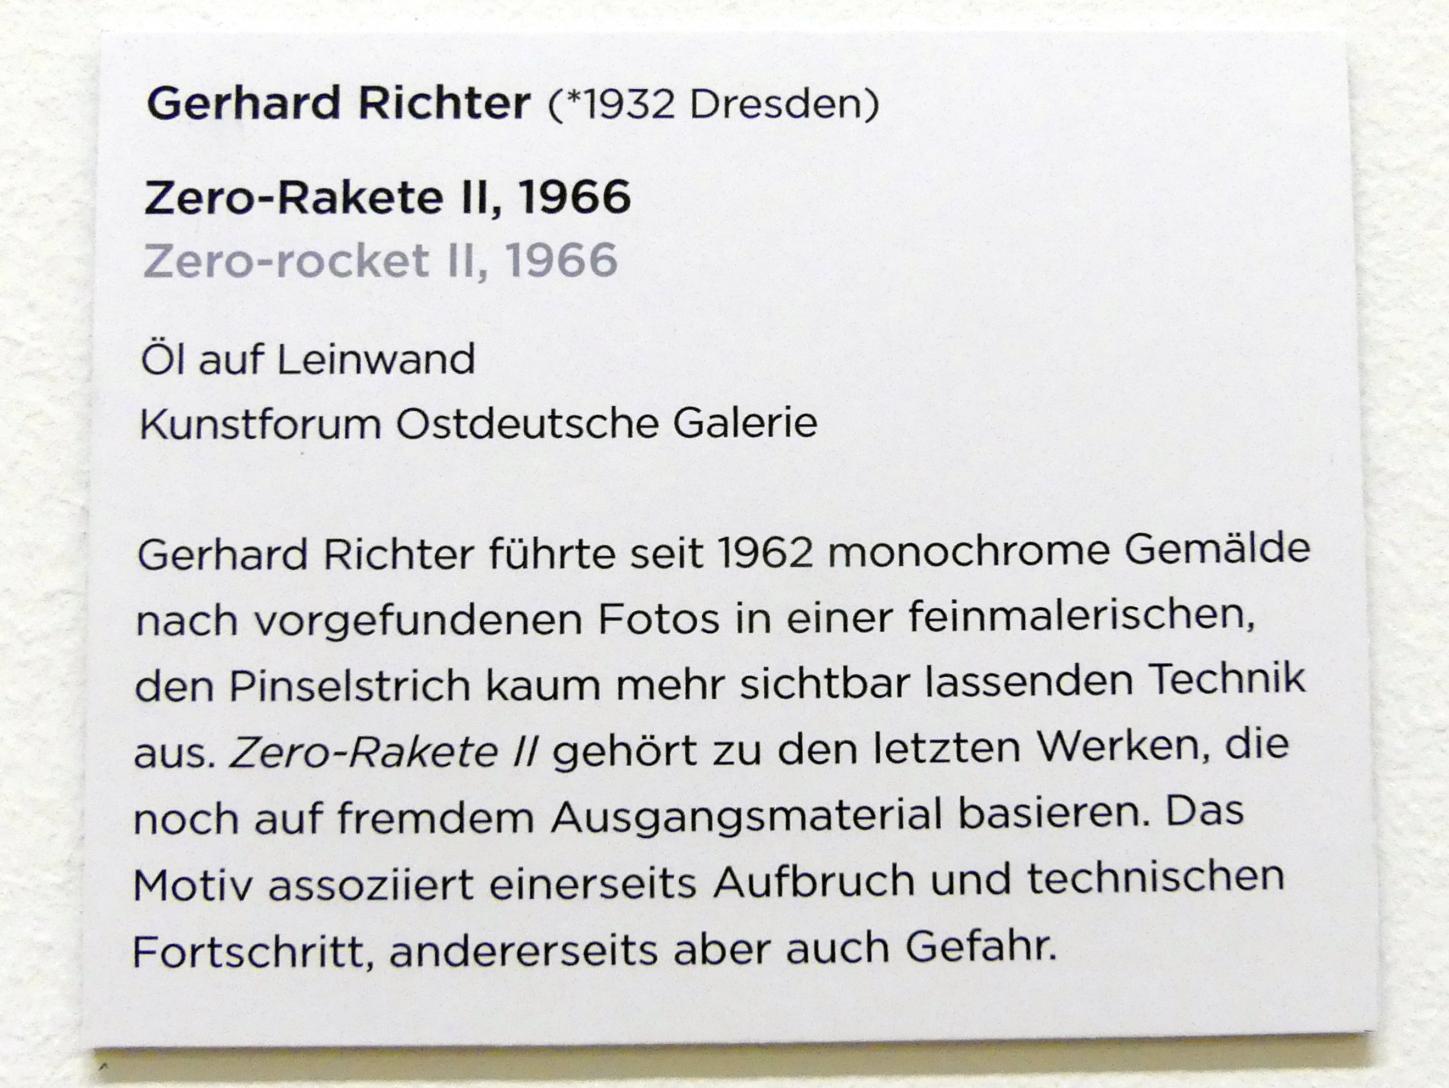 Gerhard Richter (*1932 Dresden)
Zero-Rakete II, 1966
Zero-rocket II, 1966
Öl auf Leinwand
Kunstforum Ostdeutsche Galerie
Gerhard Richter führte seit 1962 monochrome Gemälde
nach vorgefundenen Fotos in einer feinmalerischen,
den Pinselstrich kaum mehr sichtbar lassenden Technik
aus. Zero-Rakete II gehört zu den letzten Werken, die
noch auf fremdem Ausgangsmaterial basieren. Das
Motiv assoziiert einerseits Aufbruch und technischen
Fortschritt, andererseits aber auch Gefahr.